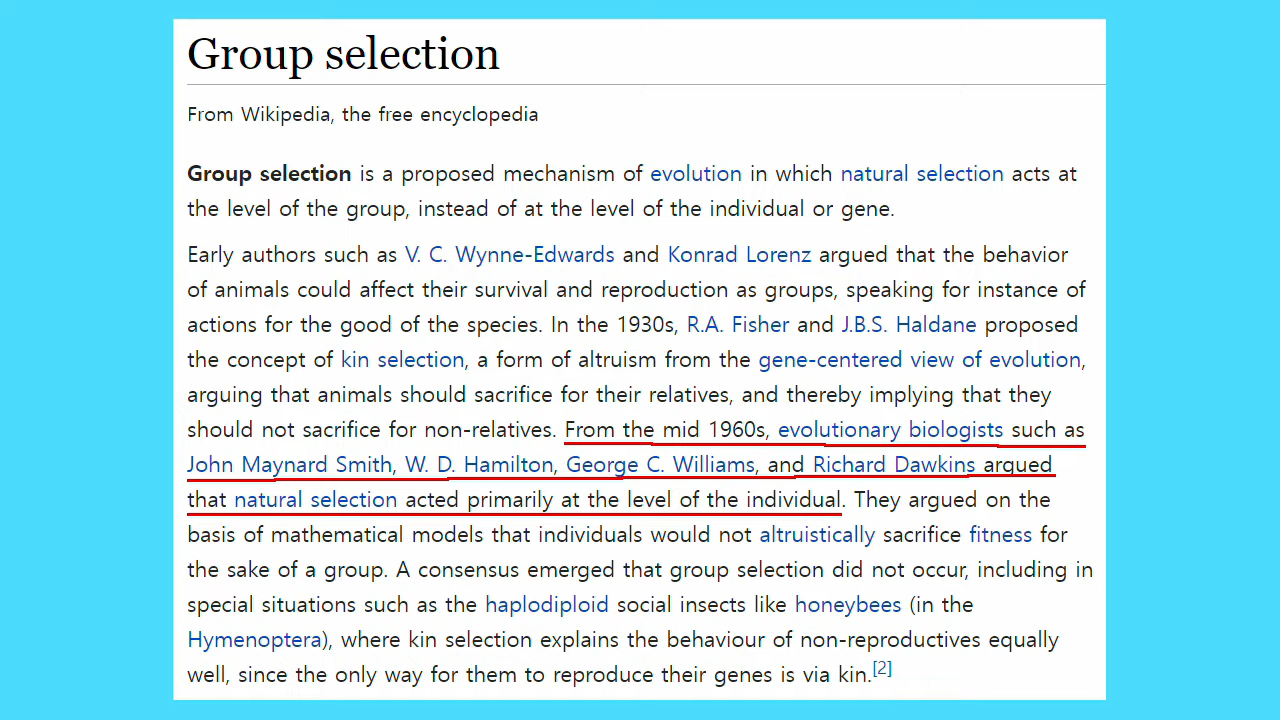 Group selection
From Wikipedia, the free encyclopedia
Group selection is a proposed mechanism of evolution in which natural selection acts at
the level of the group, instead of at the level of the individual or gene.
Early authors such as V. C. Wynne-Edwards and Konrad Lorenz argued that the behavior
of animals could affect their survival and reproduction as groups, speaking for instance of
actions for the good of the species. In the 1930s, R.A. Fisher and J.B.S. Haldane proposed
the concept of kin selection, a form of altruism from the gene-centered view of evolution,
arguing that animals should sacrifice for their relatives, and thereby implying that they
should not sacrifice for non-relatives. From the mid 1960s, evolutionary biologists such as
John Maynard Smith, W. D. Hamilton, George C. Williams, and Richard Dawkins argued
that natural selection acted primarily at the level of the individual. They argued on the
basis of mathematical models that individuals would not altruistically sacrifice fitness for
the sake of a group. A consensus emerged that group selection did not occur, including in
special situations such as the haplodiploid social insects like honeybees (in the
Hymenoptera), where kin selection explains the behaviour of non-reproductives equally
well, since the only way for them to reproduce their genes is via kin.[2]